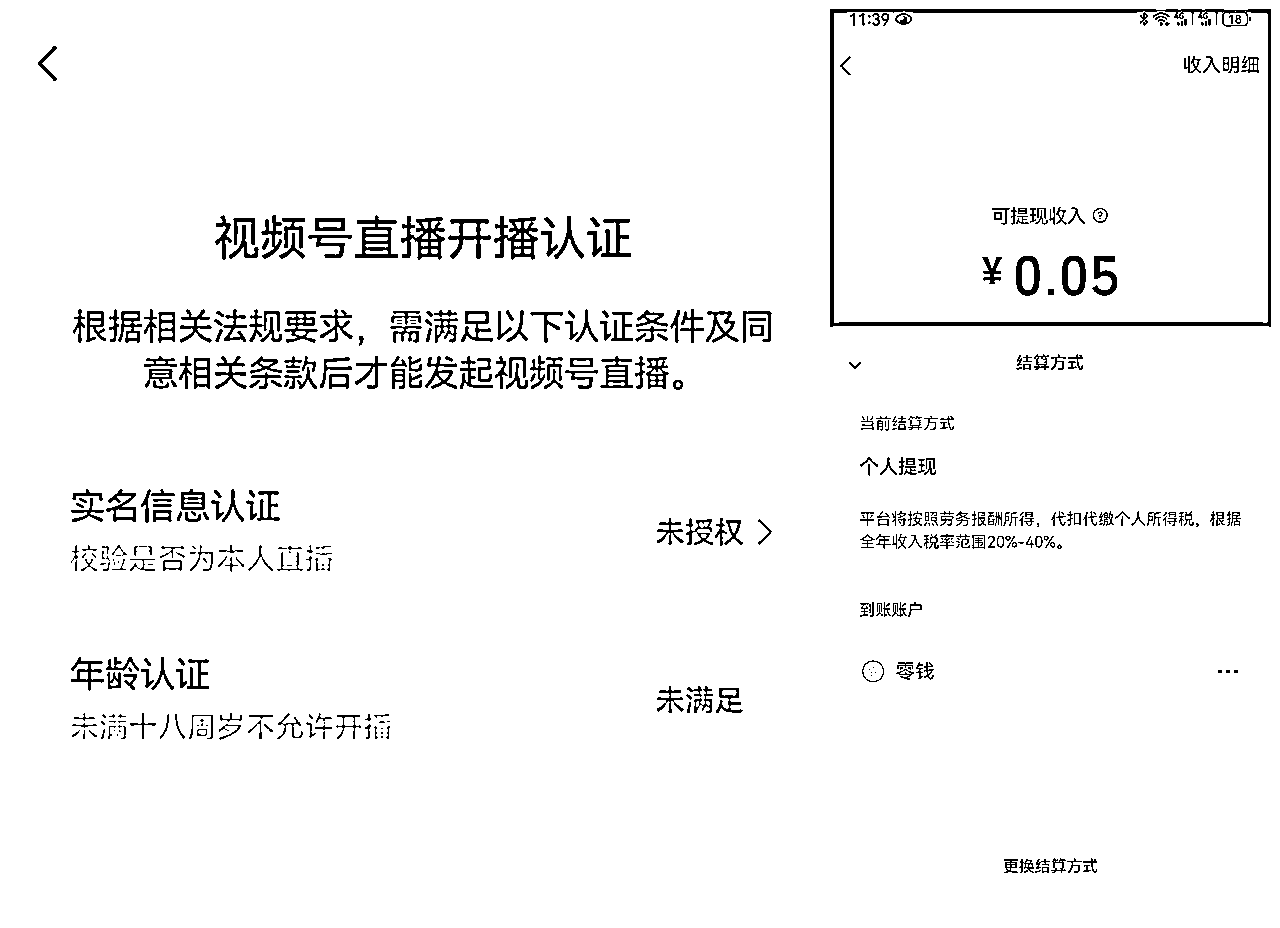 视频号直播开播认证
根据相关法规要求，需满足以下认证条件及同
意相关条款后才能发起视频号直播。
实名信息认证
校验是否为本人直播
未授权
年龄认证
未满十八周岁不允许开播
未满足
11:39
18
收入明细
可提现收入
¥0.05
结算方式
当前结算方式
个人提现
平台将按照劳务报酬所得，代扣代缴个人所得税，根据
全年收入税率范围20%-40%。
到账账户
零钱
更换结算方式